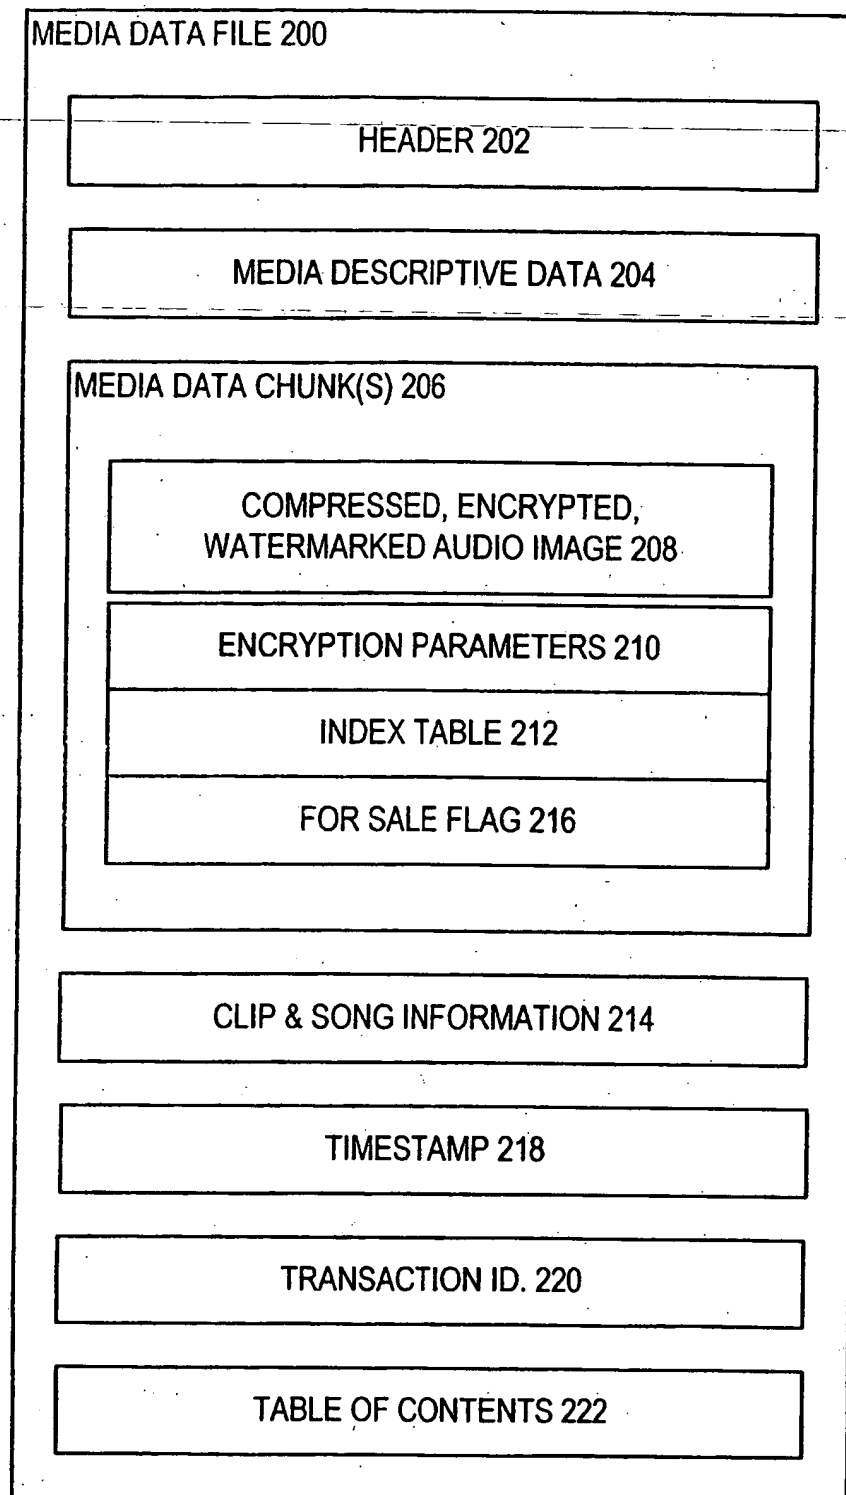 MEDIA DATA FILE 200
HEADER 202
MEDIA DESCRIPTIVE DATA 204
MEDIA DATA CHUNK(S) 206
COMPRESSED, ENCRYPTED,
WATERMARKED AUDIO IMAGE 208
ENCRYPTION PARAMETERS 210
INDEX TABLE 212
FOR SALE FLAG 216
CLIP & SONG INFORMATION 214
TIMESTAMP 218
TRANSACTION ID. 220
TABLE OF CONTENTS 222